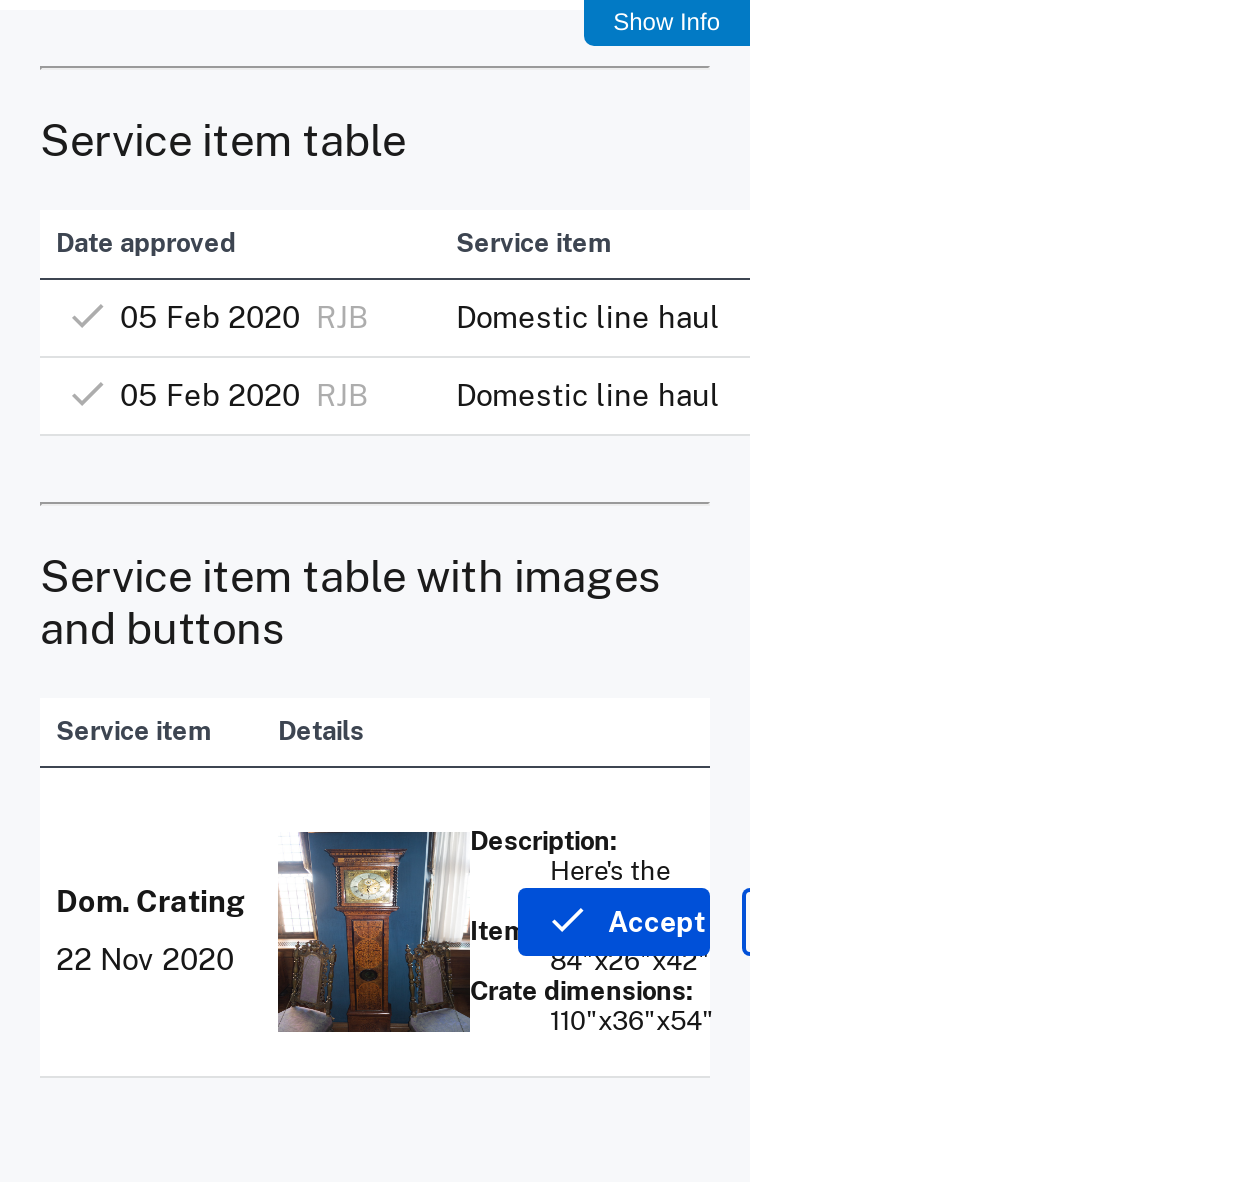 Show Info
Service item table
Date approved Service item
05 Feb 2020 RJB Domestic line haul
05 Feb 2020 RJB Domestic line haul
Service item table with images
and buttons
Service item Details
Dom. Crating
22 Nov 2020
Description:
Here's the
Accept
84"x26"x42"
Crate dimensions:
110"x36"x54"